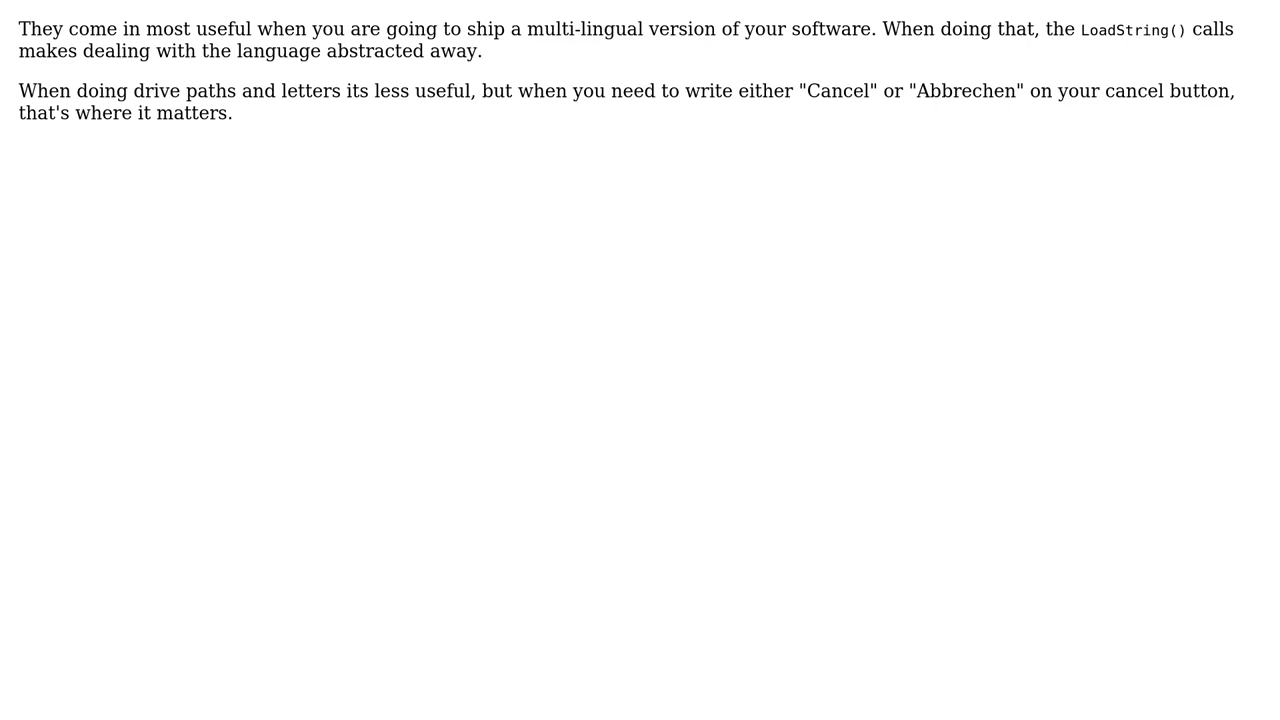 They come in most useful when you are going to ship a multi-lingual version of your software. When doing that, the LoadString() calls
makes dealing with the language abstracted away.
When doing drive paths and letters its less useful, but when you need to write either "Cancel" or "Abbrechen" on your cancel button,
that's where it matters.